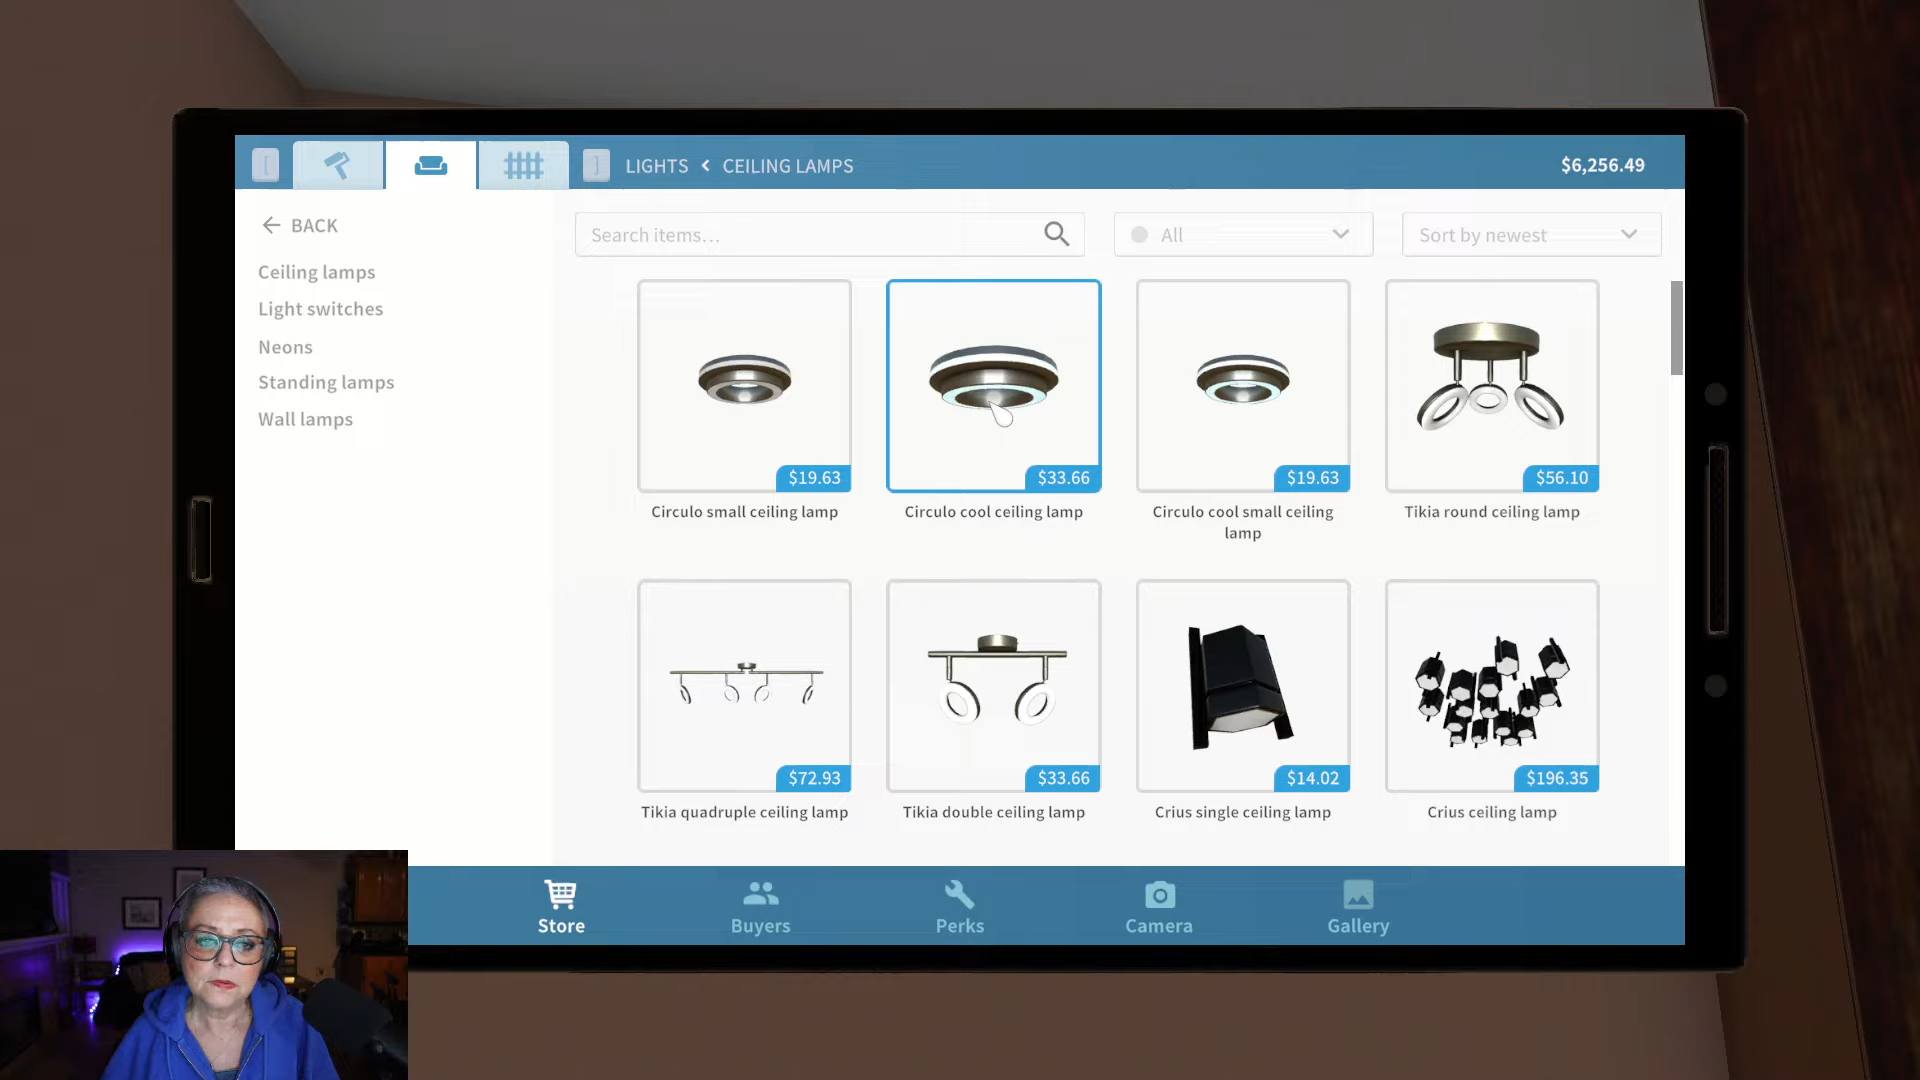 [
]
LIGHTS < CEILING LAMPS
$6,256.49
BACK
Ceiling lamps
Light switches
Neons
Standing lamps
Wall lamps
Search items...
All
Sort by newest
$19.63
$33.66
$19.63
$56.10
Circulo small ceiling lamp
Circulo cool ceiling lamp
Circulo cool small ceiling
lamp
Tikia round ceiling lamp
$72.93
$33.66
$14.02
$196.35
Tikia quadruple ceiling lamp
Tikia double ceiling lamp
Crius single ceiling lamp
Crius ceiling lamp
Store
Buyers
Perks
Camera
Gallery